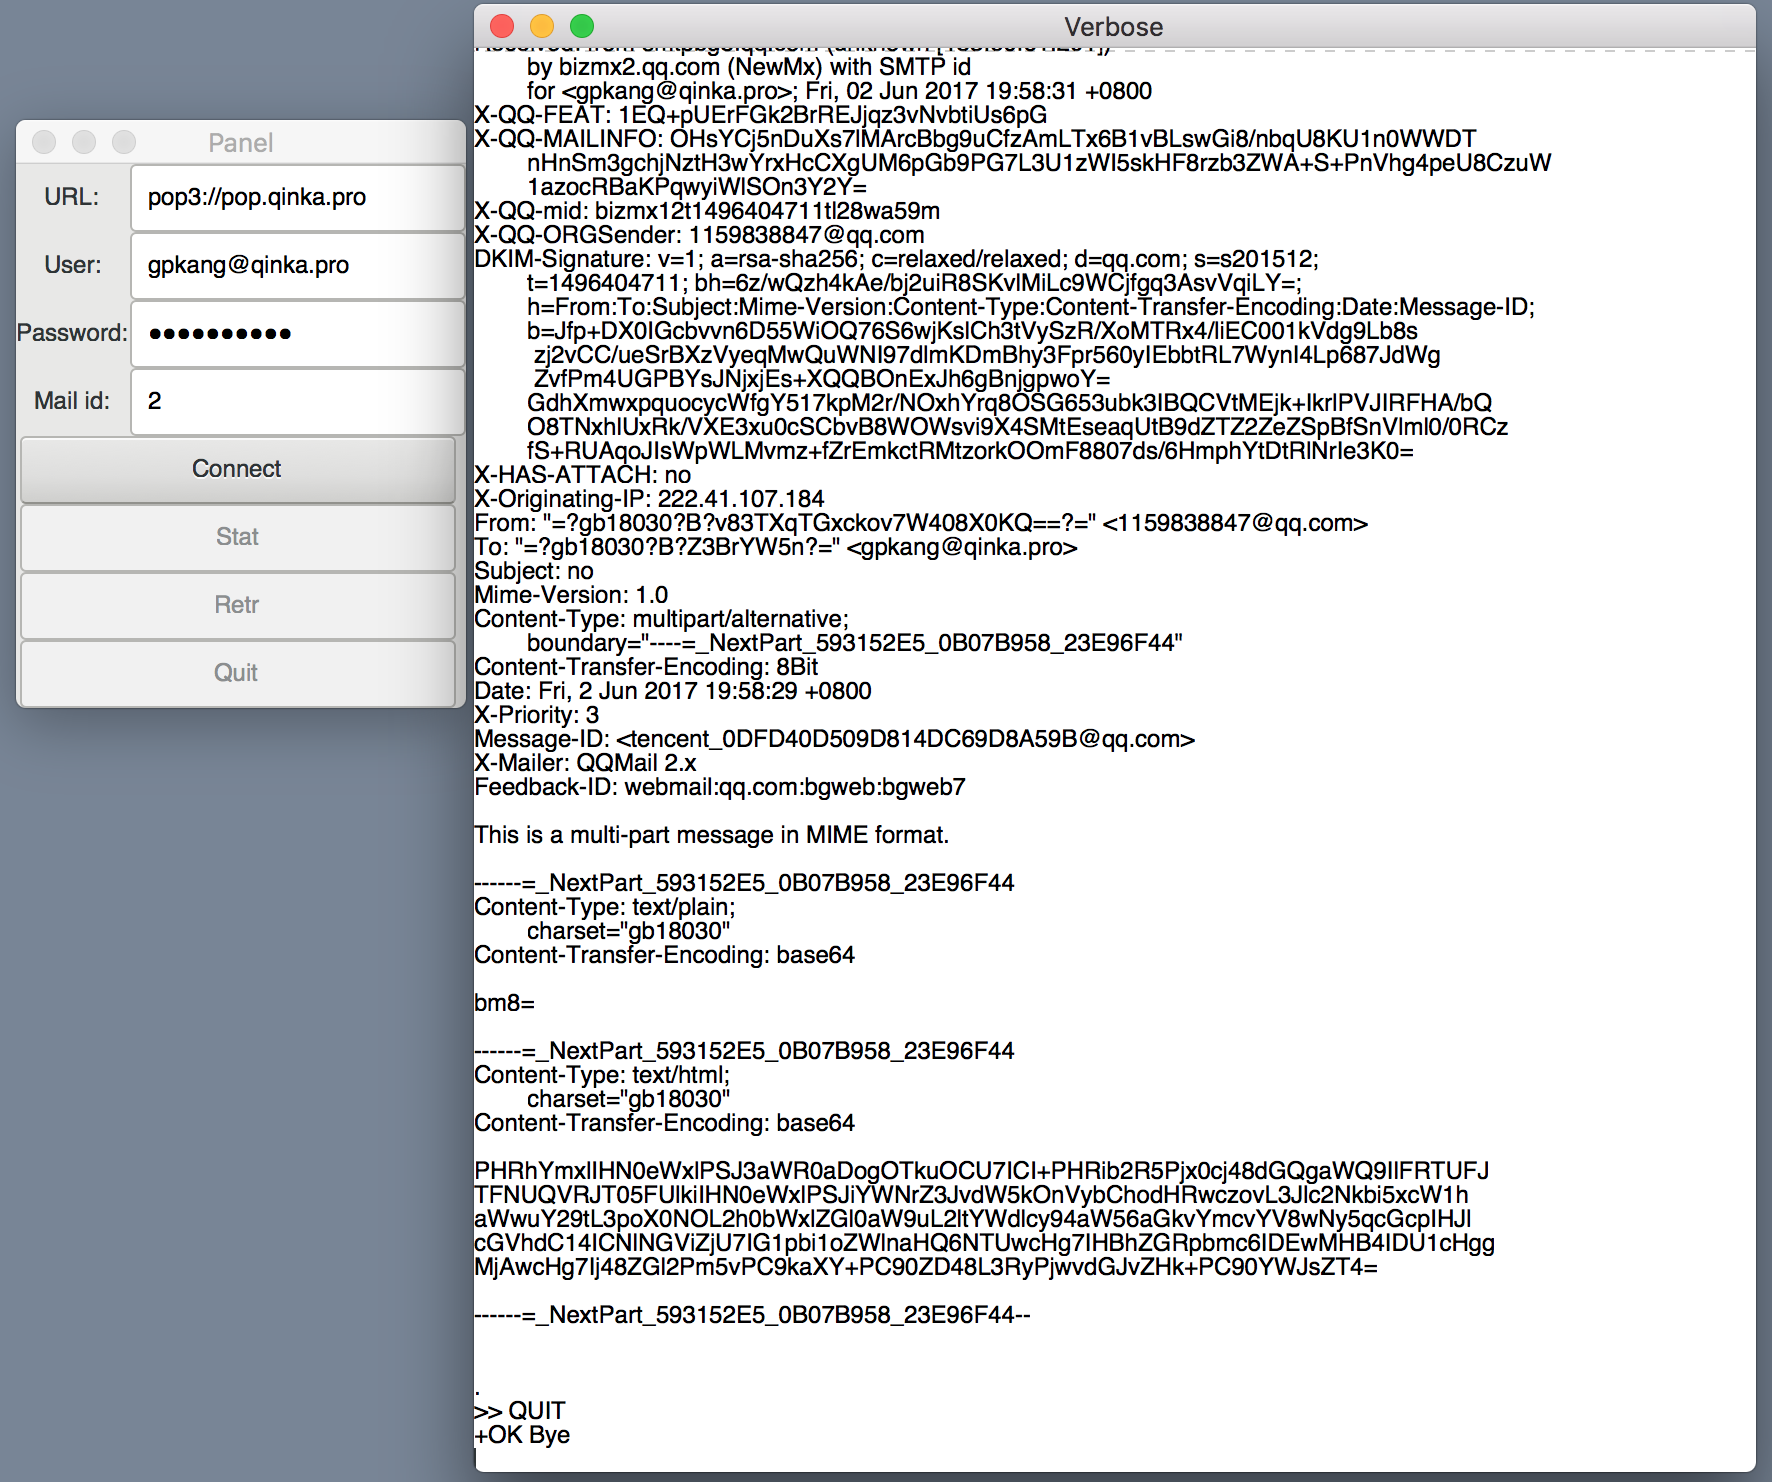 Panel
URL:
pop3://pop.qinka.pro
User:
gpkang@qinka.pro
Password:
••••••••••
Mail id:
2
Connect
Stat
Retr
Quit
Verbose
by bizmx2.qq.com (NewMx) with SMTP id
for <gpkang@qinka.pro>; Fri, 02 Jun 2017 19:58:31 +0800
X-QQ-FEAT: 1EQ+pUErFGk2BrREJjqz3vNvbtiUs6pG
X-QQ-MAILINFO: OHsYCj5nDuXs7lMArcBbg9uCfzAmLTx6B1vBLswGi8/nbqU8KU1n0WWDT
nHnSm3gchjNztH3wYrxHcCXgUM6pGb9PG7L3U1zWI5skHF8rzb3ZWA+S+PnVhg4peU8CzuW
1azocRBaKPqwyiWlSOn3Y2Y=
X-QQ-mid: bizmx12t1496404711tl28wa59m
X-QQ-ORGSender: 1159838847@qq.com
DKIM-Signature: v=1; a=rsa-sha256; c=relaxed/relaxed; d=qq.com; s=s201512;
t=1496404711; bh=6z/wQzh4kAe/bj2uiR8SKvlMiLc9WCjfgq3AsvVqiLY=;
h=From:To:Subject:Mime-Version:Content-Type:Content-Transfer-Encoding:Date:Message-ID;
b=Jfp+DX0IGcbvvn6D55WiOQ76S6wjKslCh3tVySzR/XoMTRx4/liEC001kVdg9Lb8s
zj2vCC/ueSrBXzVyeqMwQuWNI97dlmKDmBhy3Fpr560yIEbbtRL7WynI4Lp687JdWg
ZvfPm4UGPBYsJNjxjEs+XQQBOnExJh6gBnjgpwoY=
GdhXmwxpquocycWfgY517kpM2r/NOxhYrq8OSG653ubk3IBQCVtMEjk+IkrlPVJIRFHA/bQ
O8TNxhIUxRk/VXE3xu0cSCbvB8WOWsvi9X4SMtEseaqUtB9dZTZ2ZeZSpBfSnVlml0/0RCz
fS+RUAqoJIsWpWLMvmz+fZrEmkctRMtzorkOOmF8807ds/6HmphYtDtRlNrIe3K0=
X-HAS-ATTACH: no
X-Originating-IP: 222.41.107.184
From: "=?gb18030?B?v83TXqTGxckov7W408X0KQ==?=" <1159838847@qq.com>
To: "=?gb18030?B?Z3BrYW5n?=" <gpkang@qinka.pro>
Subject: no
Mime-Version: 1.0
Content-Type: multipart/alternative;
boundary="----=_NextPart_593152E5_0B07B958_23E96F44"
Content-Transfer-Encoding: 8Bit
Date: Fri, 2 Jun 2017 19:58:29 +0800
X-Priority: 3
Message-ID: <tencent_0DFD40D509D814DC69D8A59B@qq.com>
X-Mailer: QQMail 2.x
Feedback-ID: webmail:qq.com:bgweb:bgweb7
This is a multi-part message in MIME format.
------=_NextPart_593152E5_0B07B958_23E96F44
Content-Type: text/plain;
charset="gb18030"
Content-Transfer-Encoding: base64
bm8=
------=_NextPart_593152E5_0B07B958_23E96F44
Content-Type: text/html;
charset="gb18030"
Content-Transfer-Encoding: base64
PHRhYmxlIHN0eWxlPSJ3aWR0aDogOTkuOCU7ICI+PHRib2R5Pjx0cj48dGQgaWQ9IlFRTUFJ
TFNUQVRJT05FUlkiIHN0eWxlPSJiYWNrZ3JvdW5kOnVybChodHRwczovL3Jlc2Nkbi5xcW1h
aWwuY29tL3poX0NOL2h0bWxlZGl0aW9uL2ltYWdlcy94aW56aGkvYmcvYV8wNy5qcGcpIHJl
cGVhdC14ICNlNGViZjU7IG1pbi1oZWlnaHQ6NTUwcHg7IHBhZGRpbmc6IDEwMHB4IDU1cHgg
MjAwcHg7Ij48ZGl2Pm5vPC9kaXY+PC90ZD48L3RyPjwvdGJvZHk+PC90YWJsZT4=
------=_NextPart_593152E5_0B07B958_23E96F44--
.
>> QUIT
+OK Bye